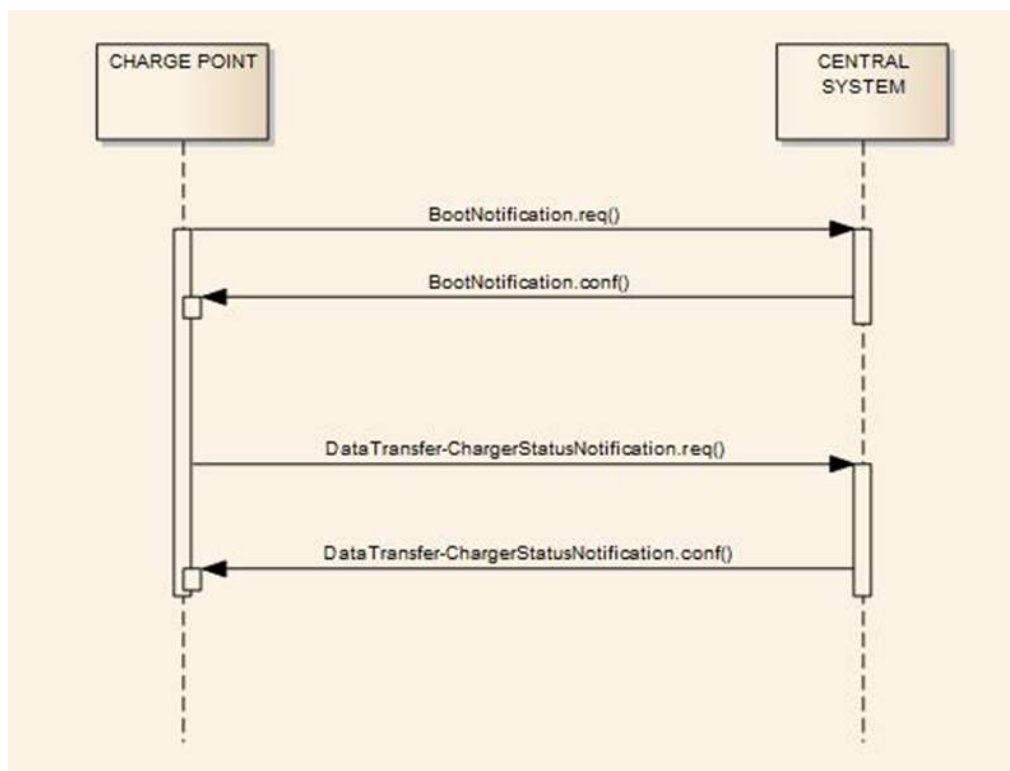 CHARGE POINT
CENTRAL
SYSTEM
BootNotification.req()
BootNotification.conf()
DataTransfer-ChargerStatusNotification.req()
DataTransfer-ChargerStatusNotification.conf()